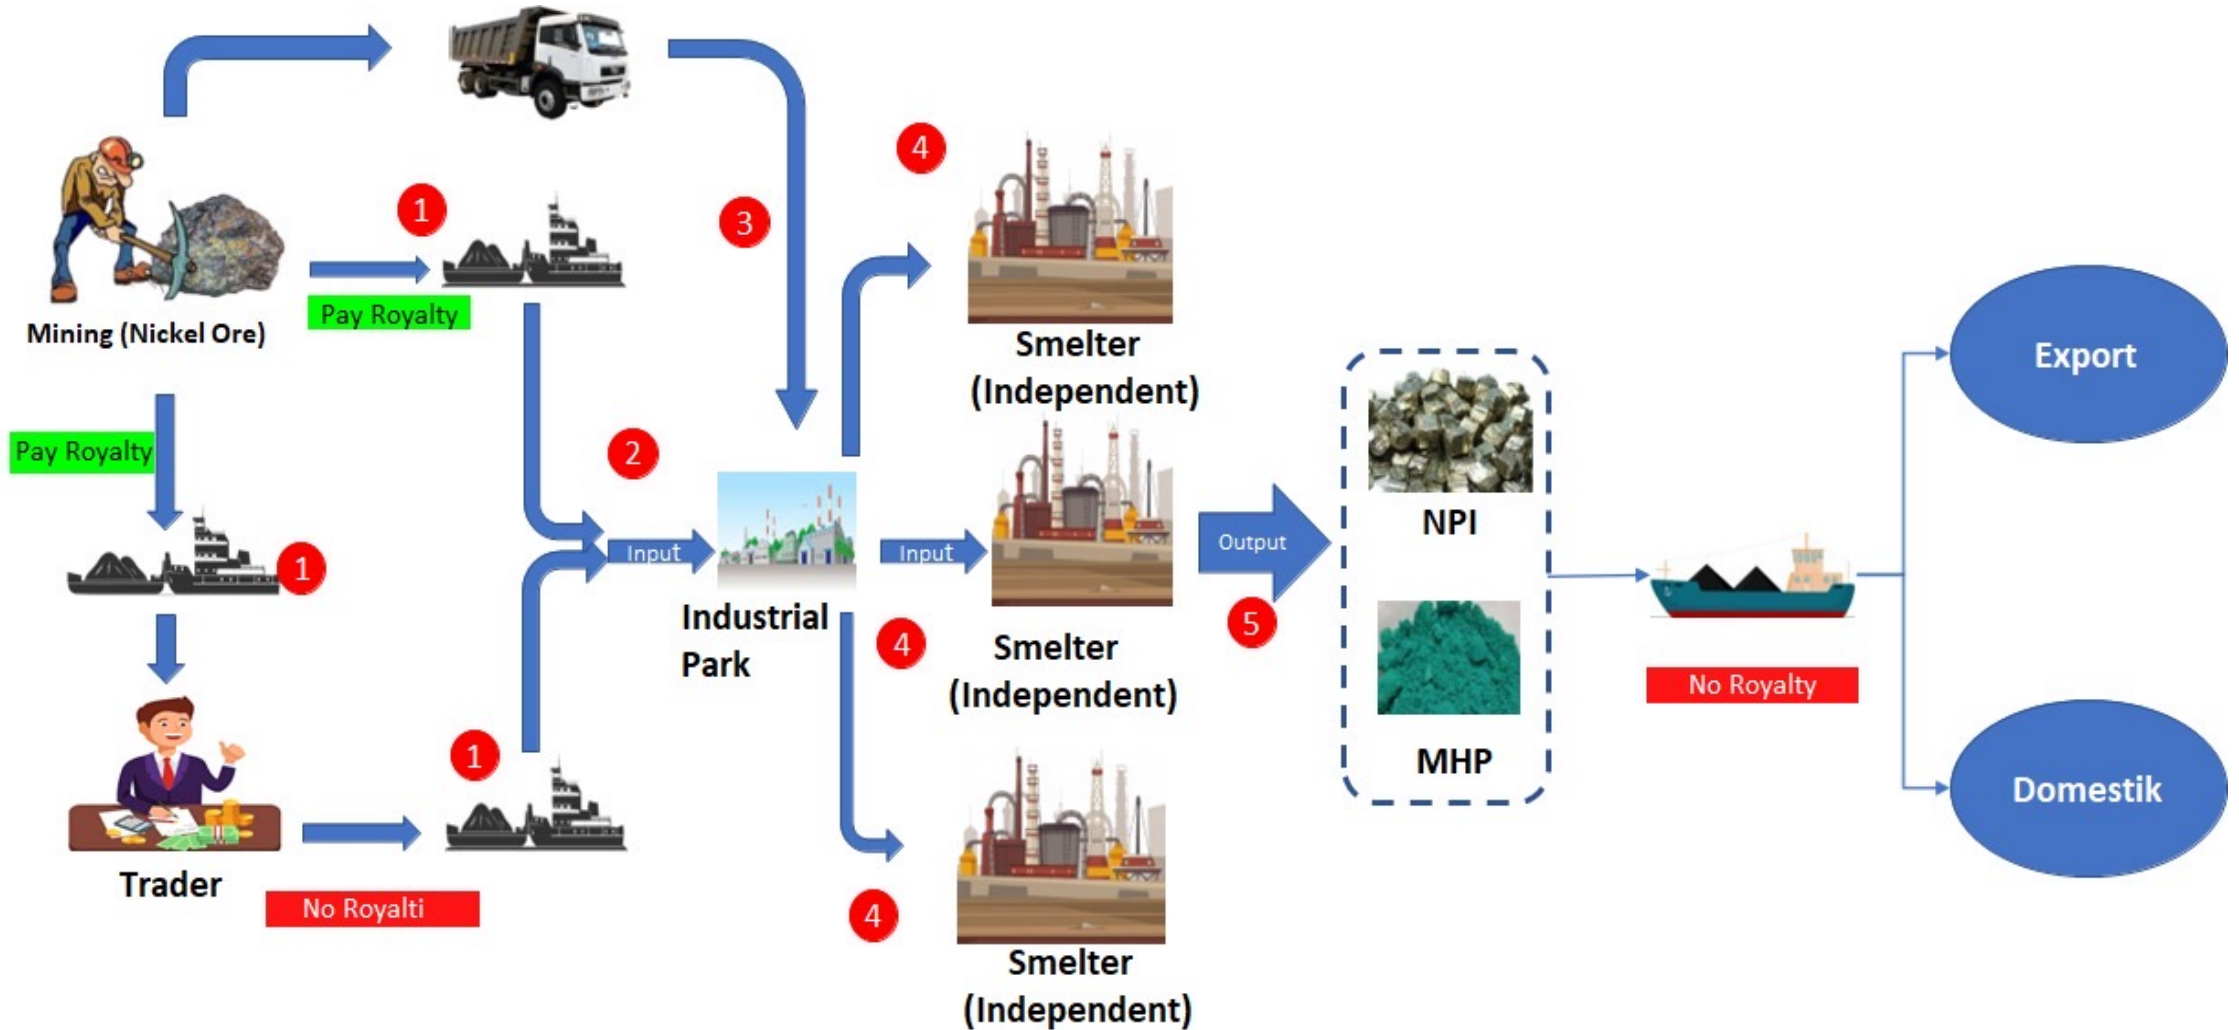 4
1
3
Pay Royalty
Mining (Nickel Ore)
Smelter
(Independent)
Export
Pay Royalty
2
NPI
Input
Input
Output
1
Industrial
Park
4
5
Smelter
(Independent)
No Royalty
1
MHP
Domestik
Trader
No Royalti
4
Smelter
(Independent)